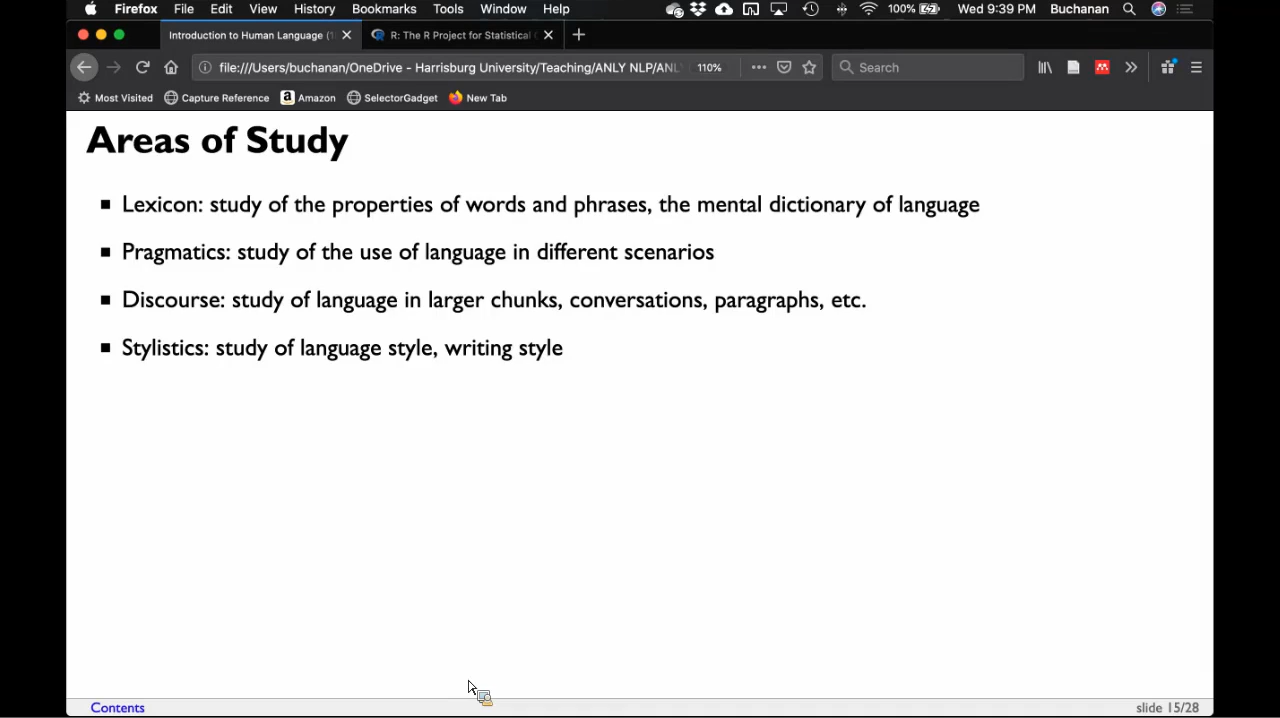 Firefox File Edit View History Bookmarks Tools Window Help 100% Wed 9:39 PM Buchanan
Introduction to Human Language (1 R: The R Project for Statistical C
file:///Users/buchanan/OneDrive - Harrisburg University/Teaching/ANLY NLP/ANL 110% Search
Most Visited Capture Reference Amazon SelectorGadget New Tab
Areas of Study
Lexicon: study of the properties of words and phrases, the mental dictionary of language
Pragmatics: study of the use of language in different scenarios
Discourse: study of language in larger chunks, conversations, paragraphs, etc.
Stylistics: study of language style, writing style
Contents slide 15/28